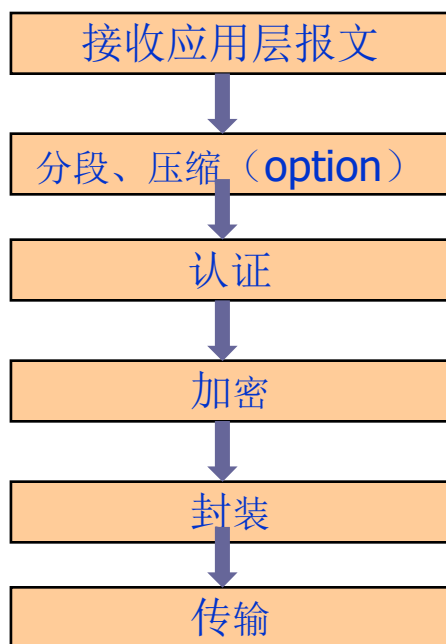 接收应用层报文
分段、压缩（option）
认证
加密
封装
传输